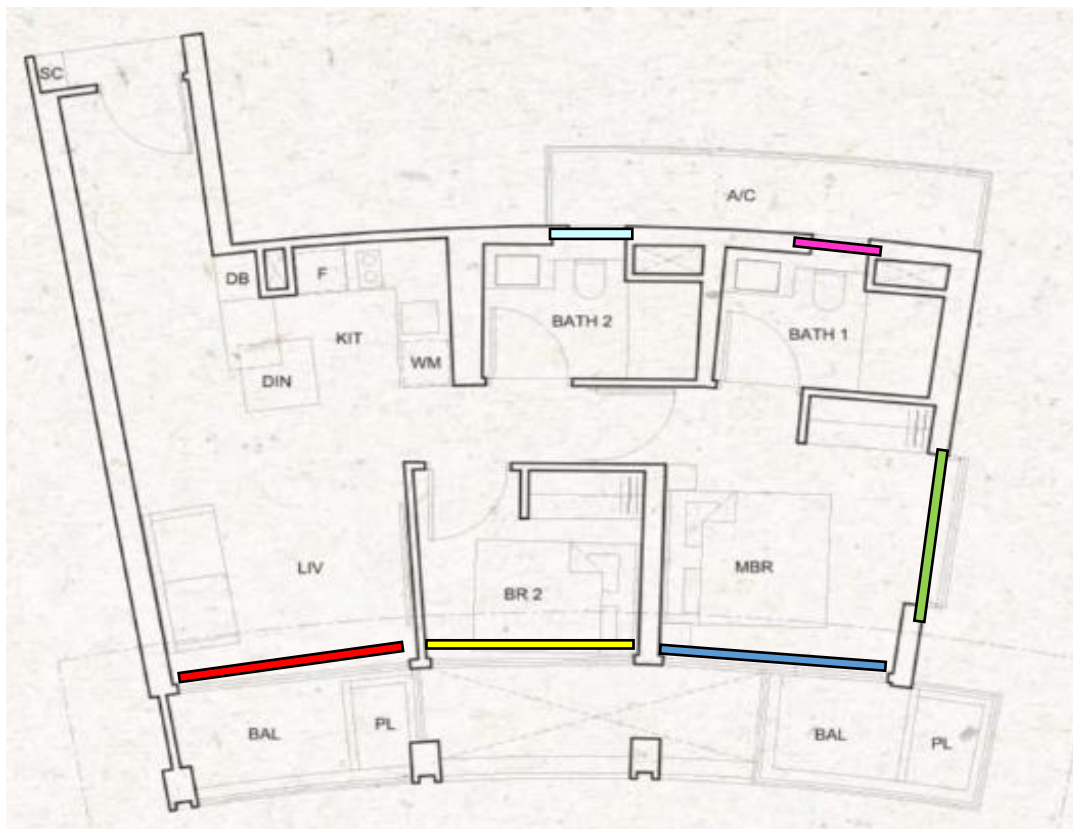 SC
A/C
DB
F
BATH 2
BATH 1
KIT
WM
DIN
LIV
BR 2
MBR
BAL
PL
BAL
PL